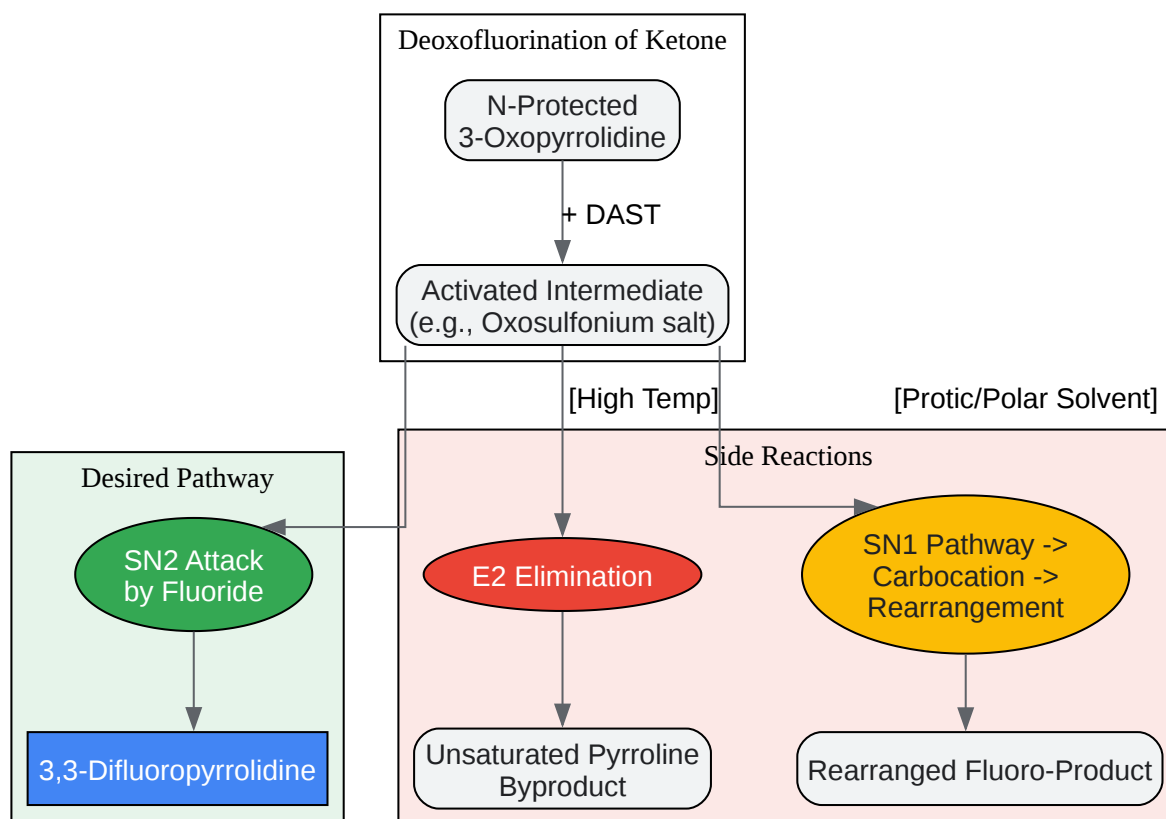 Deoxofluorination of Ketone
N-Protected
3-Oxopyrrolidine
+ DAST
Activated Intermediate
(e.g., Oxosulfonium salt)
[High Temp]
[Protic/Polar Solvent]
Desired Pathway
SN2 Attack
by Fluoride
3,3-Difluoropyrrolidine
Side Reactions
E2 Elimination
Unsaturated Pyrroline
Byproduct
SN1 Pathway ->
Carbocation ->
Rearrangement
Rearranged Fluoro-Product